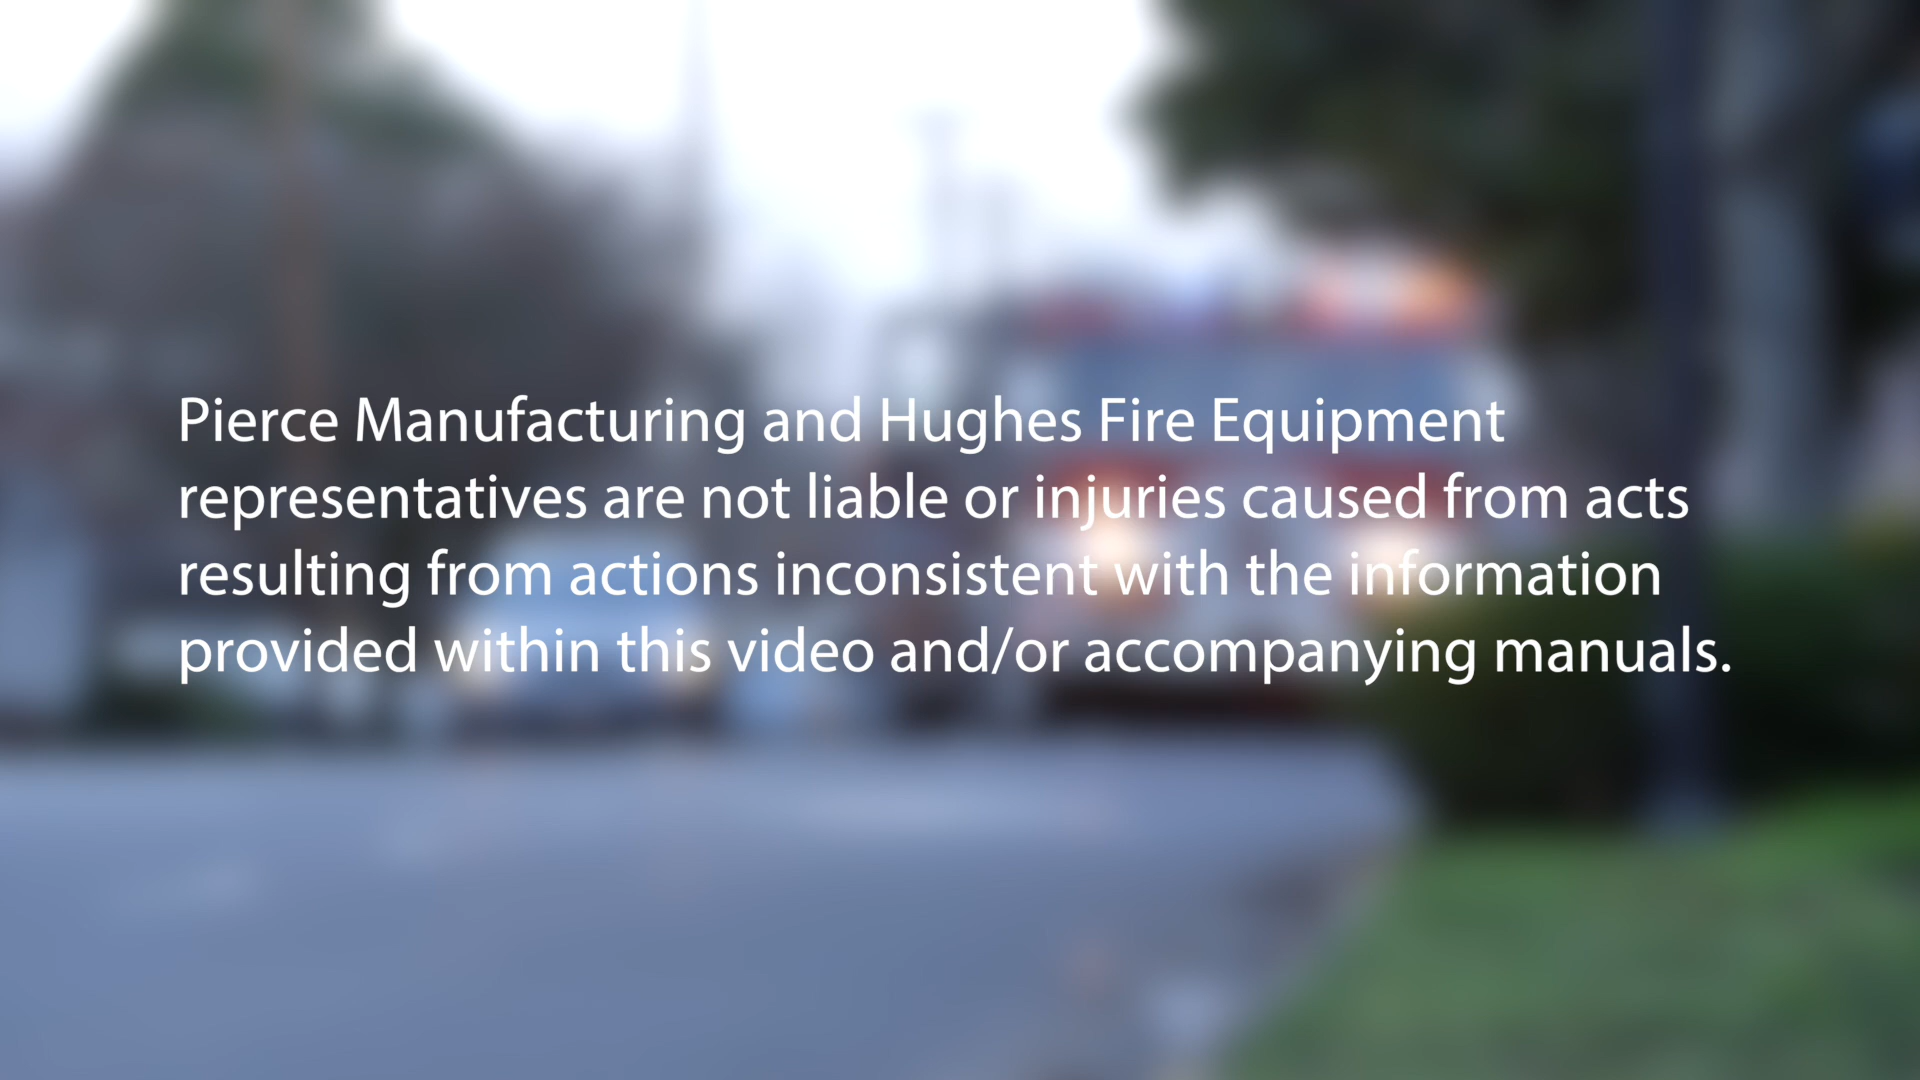 Pierce Manufacturing and Hughes Fire Equipment
representatives are not liable or injuries caused from acts
resulting from actions inconsistent with the information
provided within this video and/or accompanying manuals.